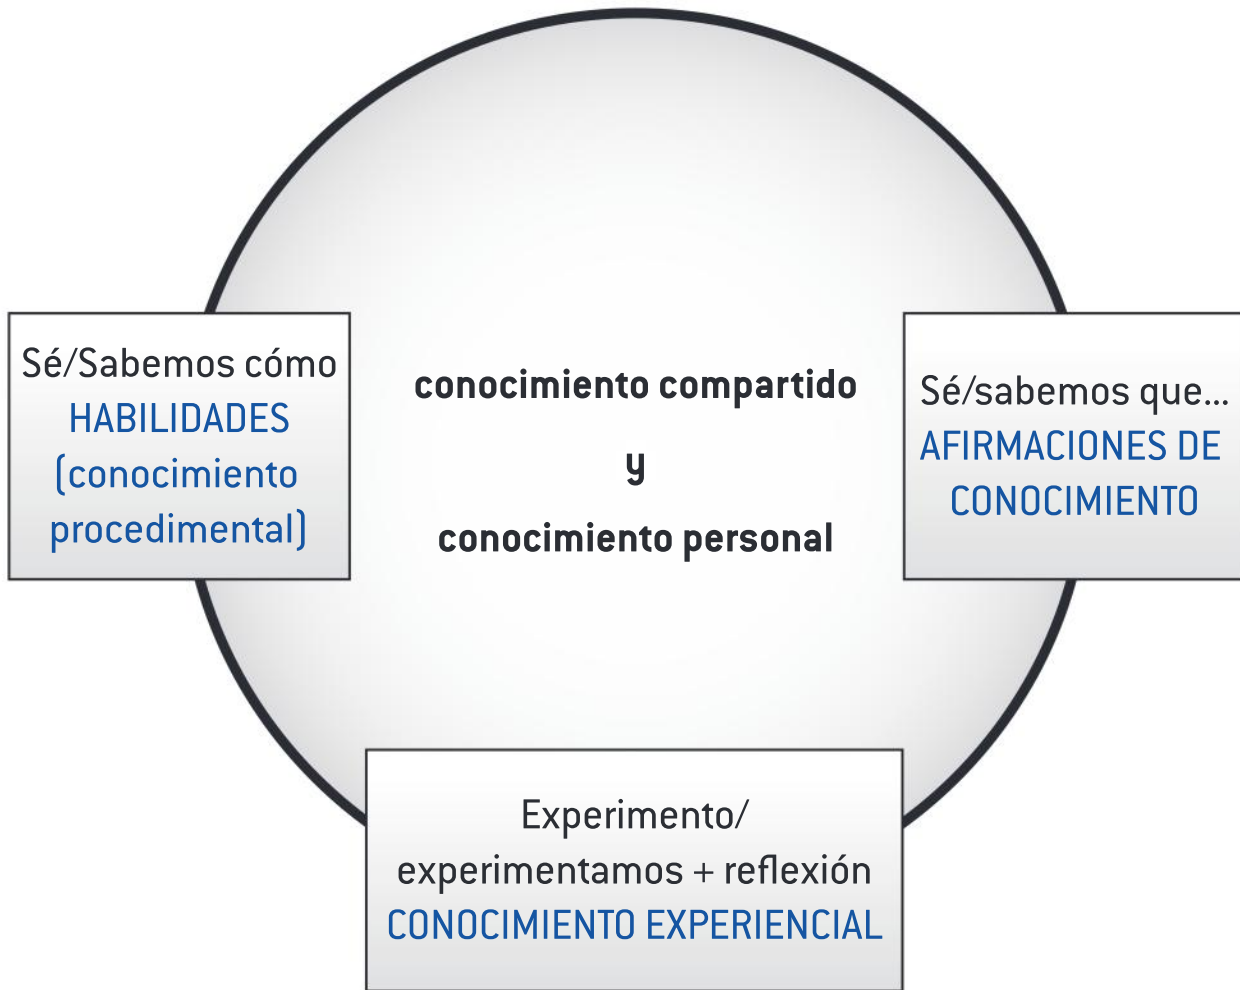 Sé/Sabemos cómo
HABILIDADES
(conocimiento
procedimental)
conocimiento compartido
y
conocimiento personal
Sé/sabemos que...
AFIRMACIONES DE
CONOCIMIENTO
Experimento/
experimentamos + reflexión
CONOCIMIENTO EXPERIENCIAL